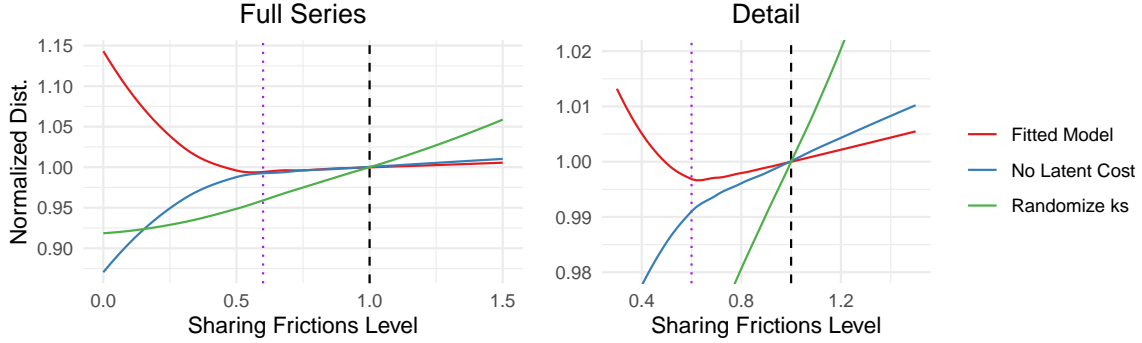 Full Series
Normalized Dist.
1.15
1.10
1.05
1.00
0.95
0.90
0.0
0.5
1.0
1.5
Sharing Frictions Level
Detail
1.02
1.01
1.00
0.99
0.98
0.4
0.8
1.2
Sharing Frictions Level
Fitted Model
No Latent Cost
Randomize ks